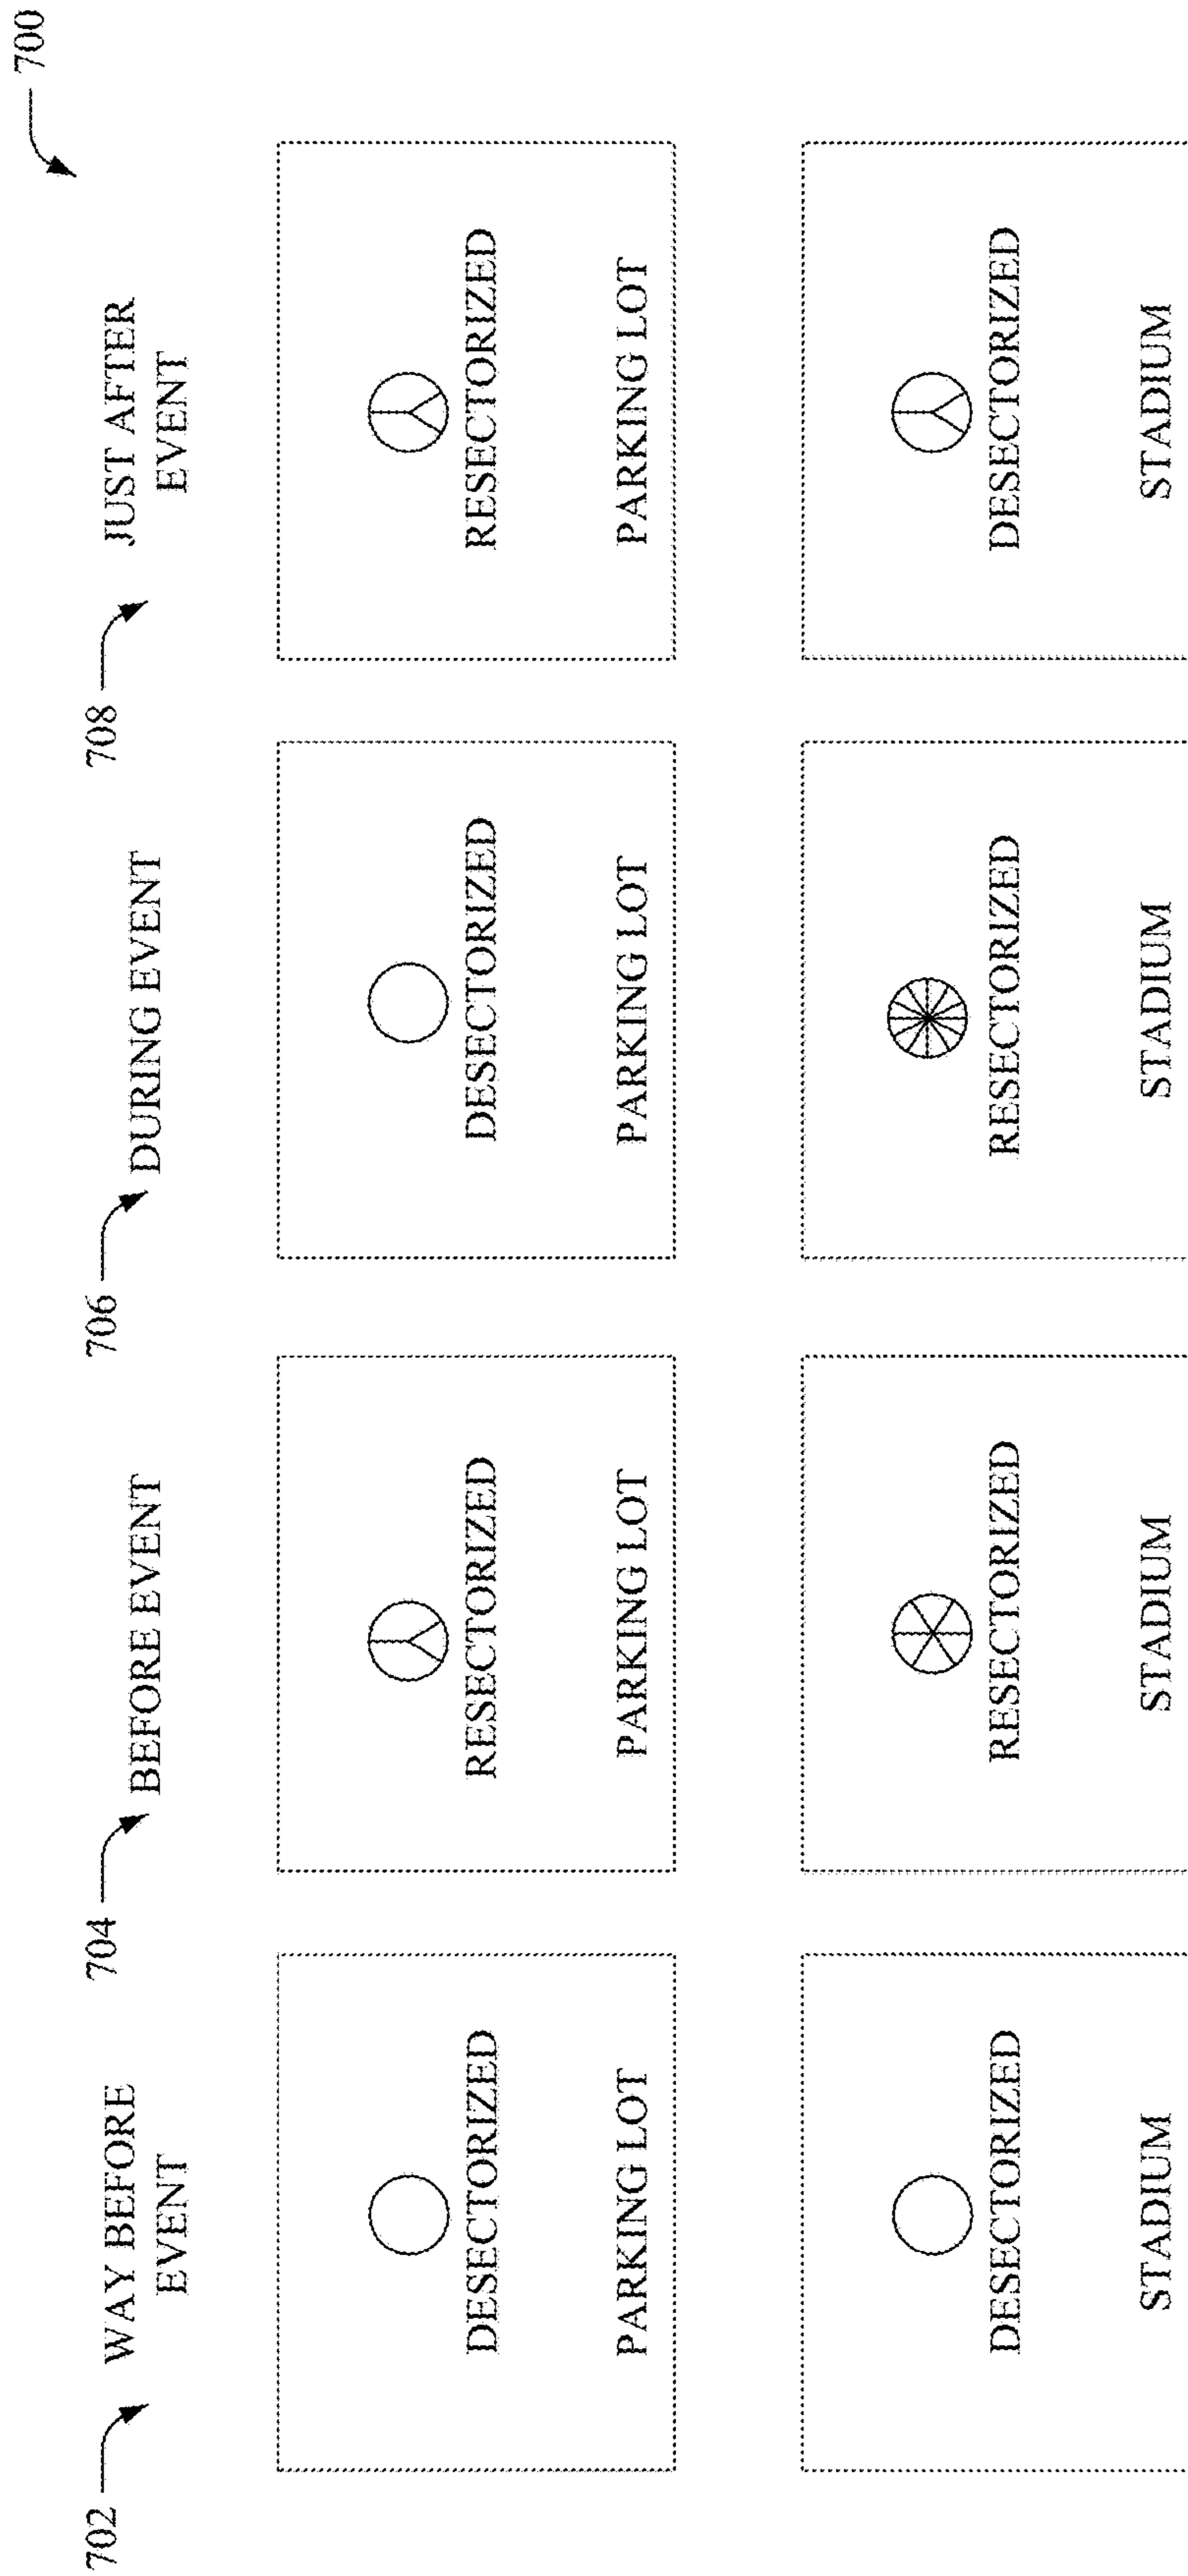 700
702
WAY BEFORE
EVENT
704
BEFORE EVENT
706
DURING EVENT
708
JUST AFTER
EVENT
DESECTORIZED
PARKING LOT
RESECTORIZED
PARKING LOT
DESECTORIZED
PARKING LOT
RESECTORIZED
PARKING LOT
DESECTORIZED
STADIUM
RESECTORIZED
STADIUM
RESECTORIZED
STADIUM
DESECTORIZED
STADIUM